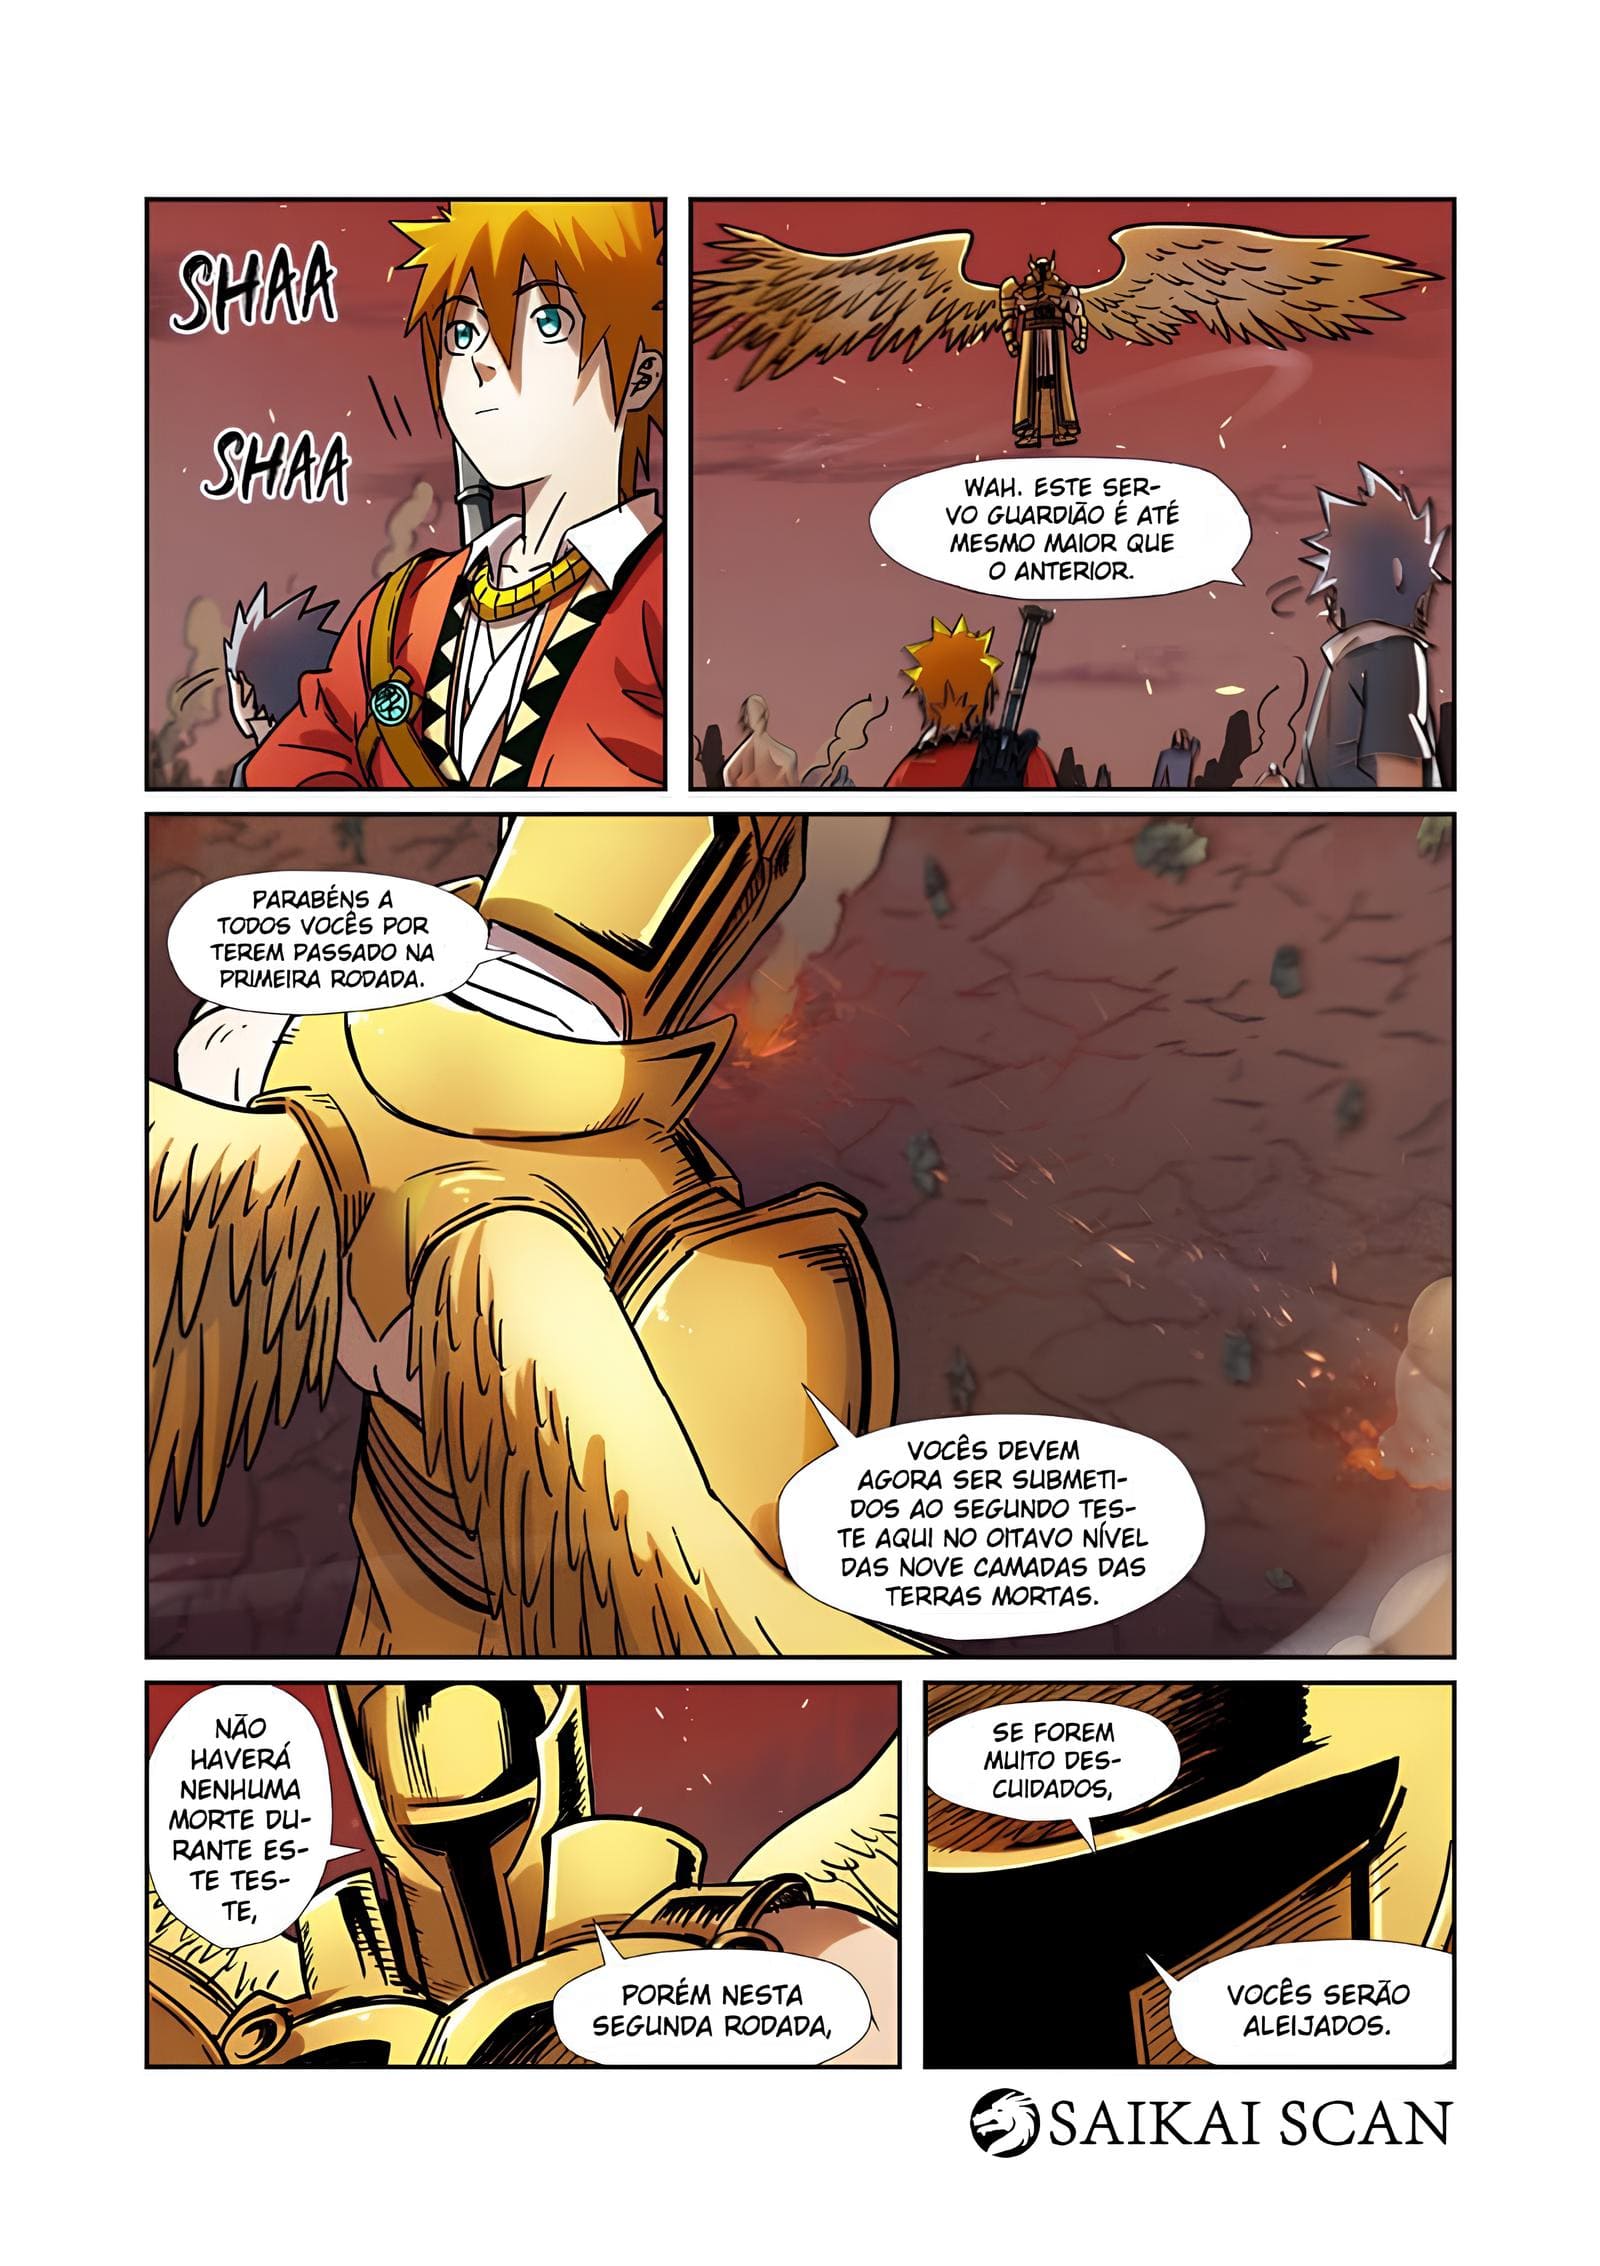 SHAA
SHAA
WAH. ESTE SER-
VO GUARDIÃO É ATÉ
MESMO MAIOR QUE
O ANTERIOR.
PARABÉNS A
TODOS VOCÊS POR
TEREM PASSADO NA
PRIMEIRA RODADA.
VOCÊS DEVEM
AGORA SER SUBMETI-
DOS AO SEGUNDO TES-
TE AQUI NO OITAVO NÍVEL
DAS NOVE CAMADAS DAS
TERRAS MORTAS.
NÃO
HAVERÁ
NENHUMA
MORTE DU-
RANTE ES-
TE TES-
TE,
PORÉM NESTA
SEGUNDA RODADA,
SE FOREM
MUITO DES-
CUIDADOS,
VOCÊS SERÃO
ALEIJADOS.
SAIKAI SCAN